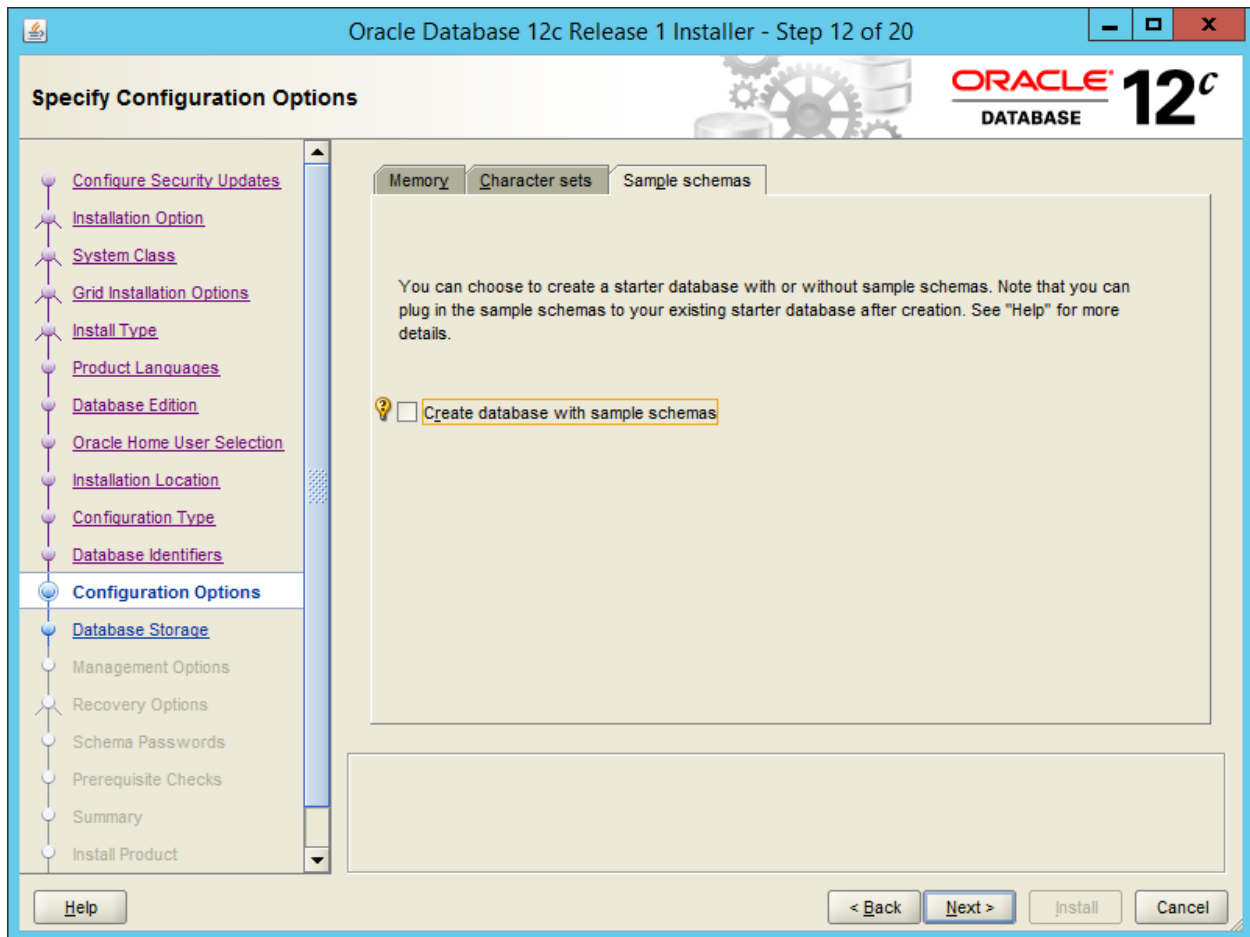 Oracle Database 12c Release 1 Installer - Step 12 of 20
Specify Configuration Options
ORACLE
DATABASE
12c
Configure Security Updates
Installation Option
System Class
Grid Installation Options
Install Type
Product Languages
Database Edition
Oracle Home User Selection
Installation Location
Configuration Type
Database Identifiers
Configuration Options
Database Storage
Management Options
Recovery Options
Schema Passwords
Prerequisite Checks
Summary
Install Product
Memory
Character sets
Sample schemas
You can choose to create a starter database with or without sample schemas. Note that you can
plug in the sample schemas to your existing starter database after creation. See "Help" for more
details.
Create database with sample schemas
Help
< Back
Next >
Install
Cancel